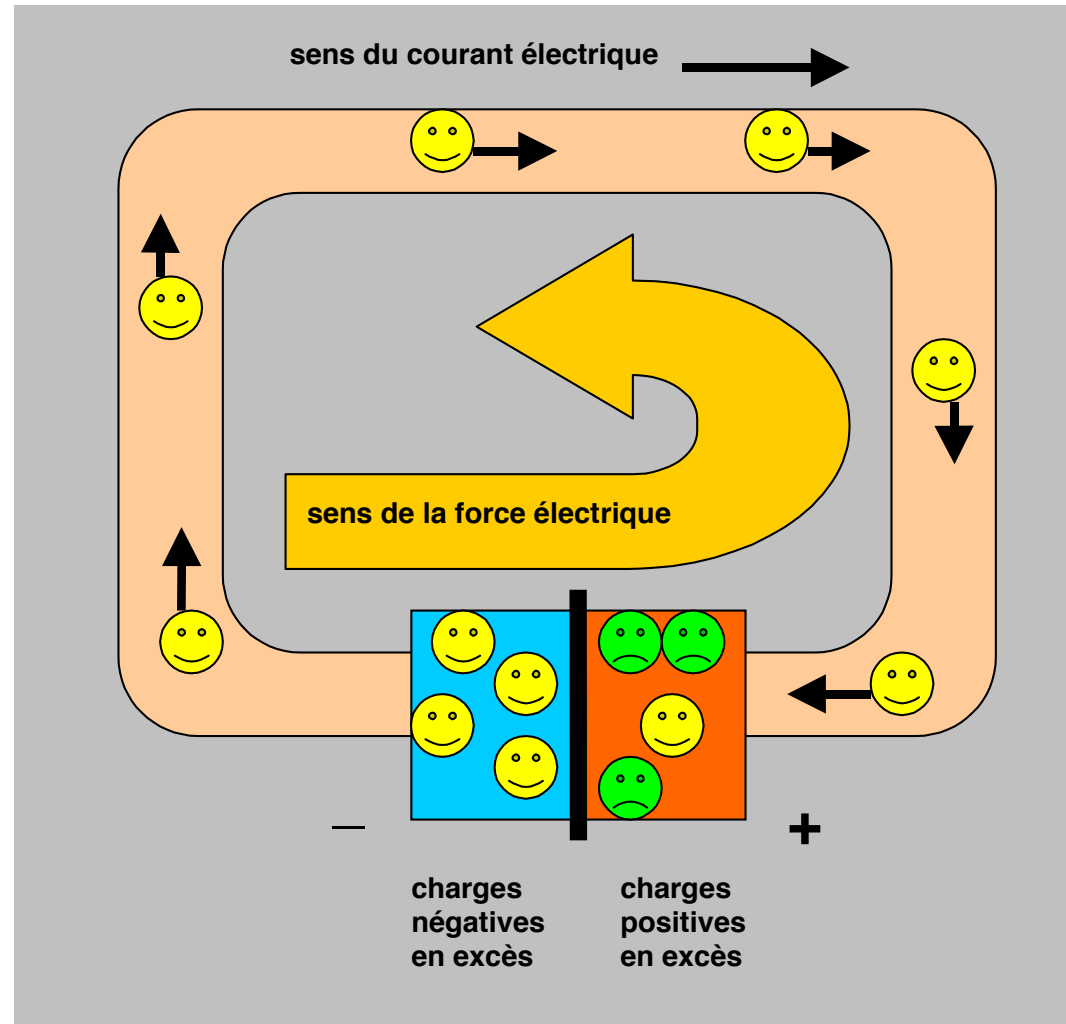 sens du courant électrique
sens de la force électrique
— +
charges
négatives
en excès
charges
positives
en excès